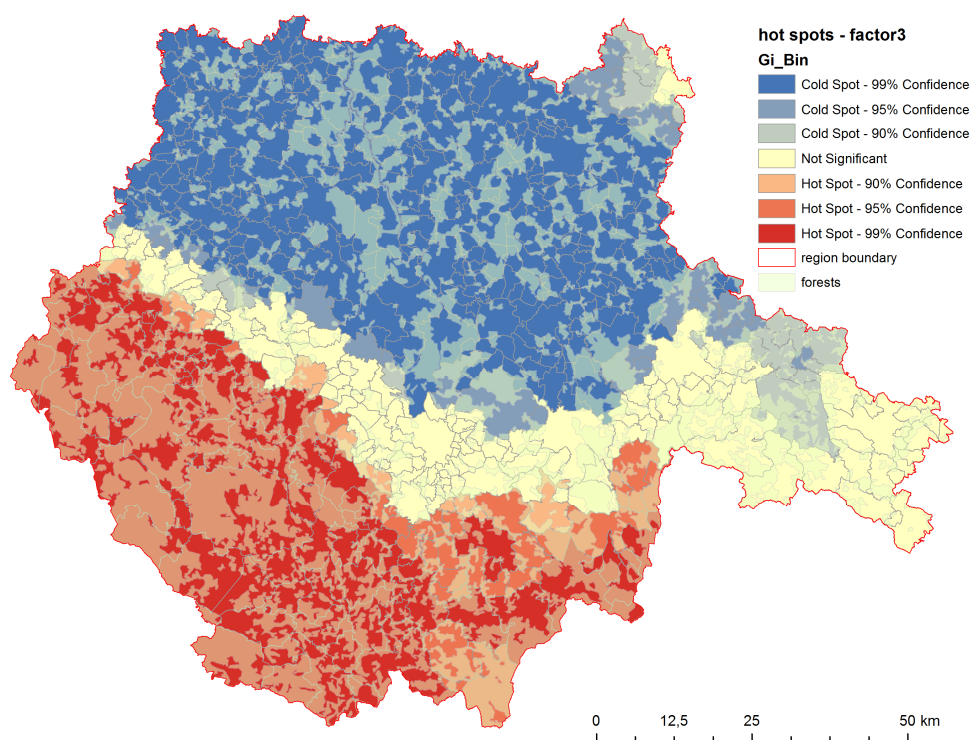 hot spots - factor3
Gi_Bin
Cold Spot - 99% Confidence
Cold Spot - 95% Confidence
Cold Spot - 90% Confidence
Not Significant
Hot Spot - 90% Confidence
Hot Spot - 95% Confidence
Hot Spot - 99% Confidence
region boundary
forests
0 12,5 25 50 km